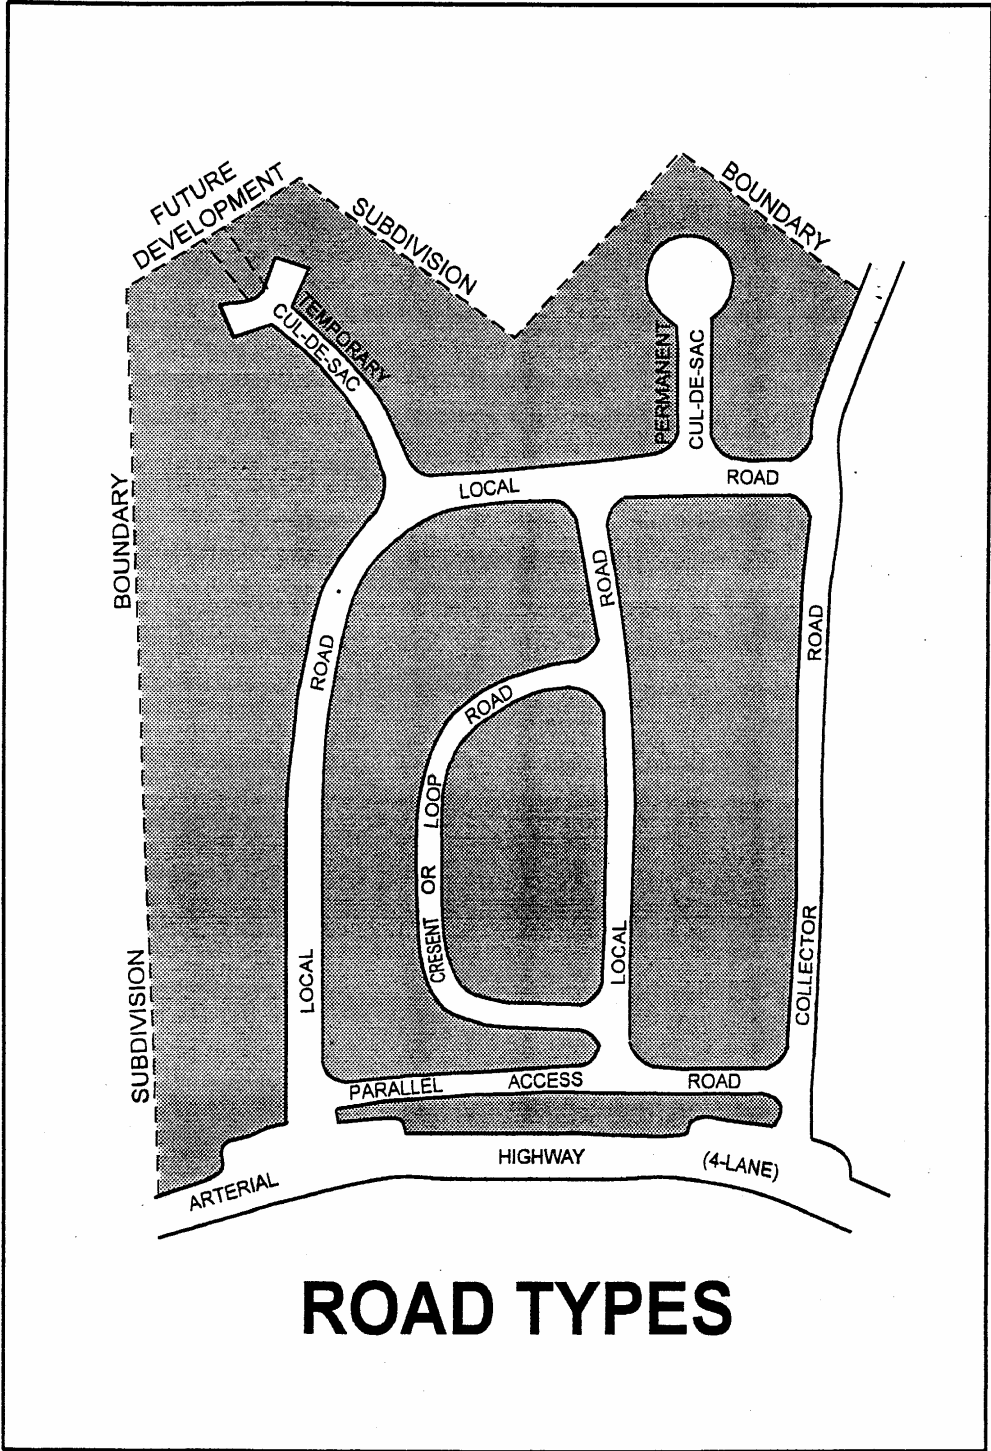 FUTURE
DEVELOPMENT
SUBDIVISION
BOUNDARY
TEMPORARY
CUL-DE-SAC
PERMANENT
CUL-DE-SAC
LOCAL
ROAD
BOUNDARY
SUBDIVISION
ROAD
LOCAL
ROAD
LOCAL
ROAD
CRESENT OR LOOP
ROAD
COLLECTOR
PARALLEL ACCESS ROAD
ARTERIAL HIGHWAY (4-LANE)
ROAD TYPES